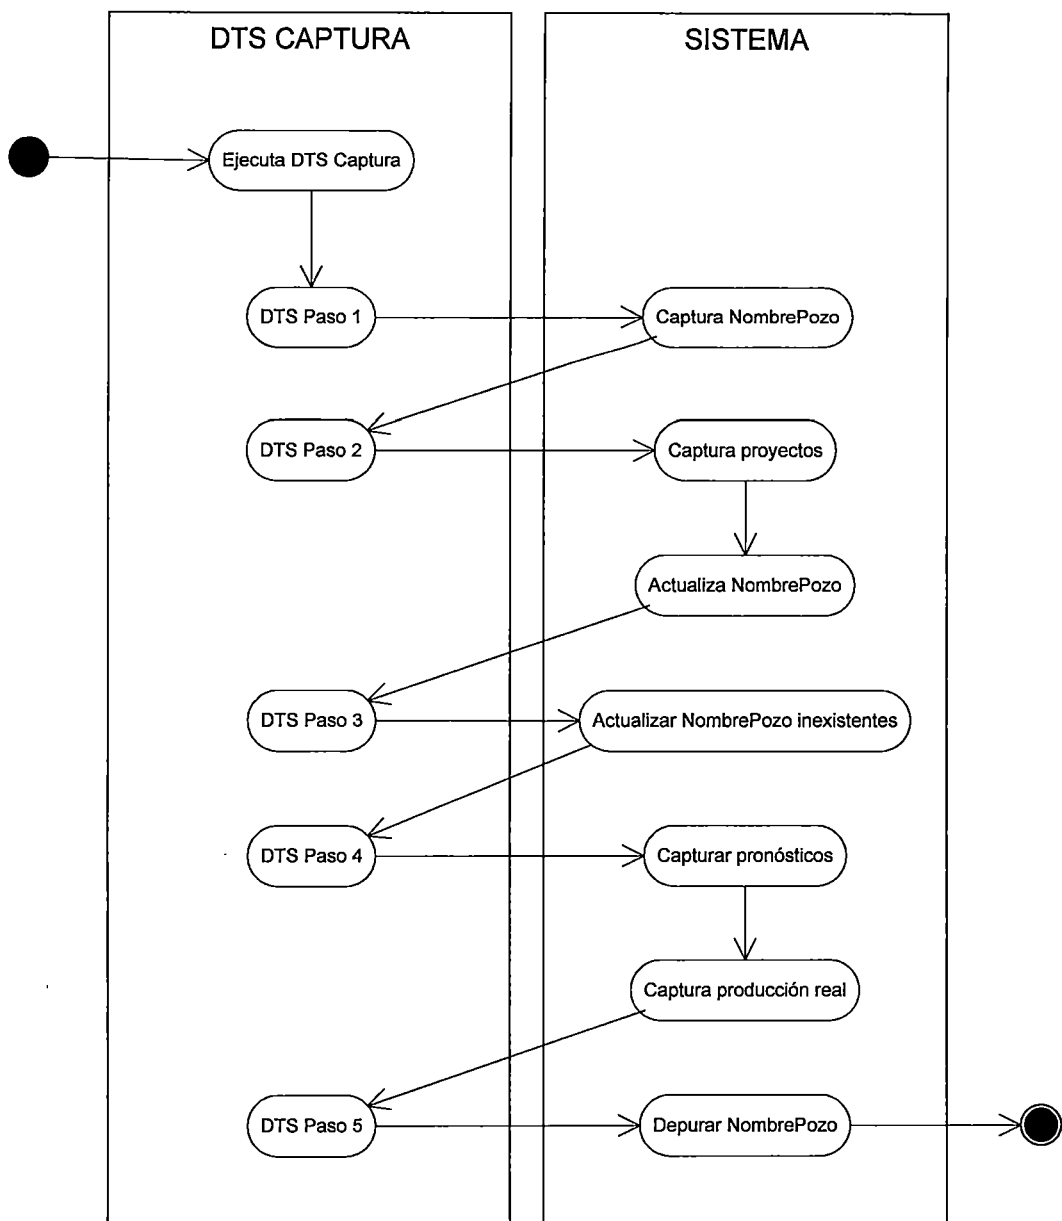 DTS CAPTURA
SISTEMA
Ejecuta DTS Captura
DTS Paso 1
Captura NombrePozo
DTS Paso 2
Captura proyectos
Actualiza NombrePozo
DTS Paso 3
Actualizar NombrePozo inexistentes
DTS Paso 4
Capturar pronósticos
Captura producción real
DTS Paso 5
Depurar NombrePozo